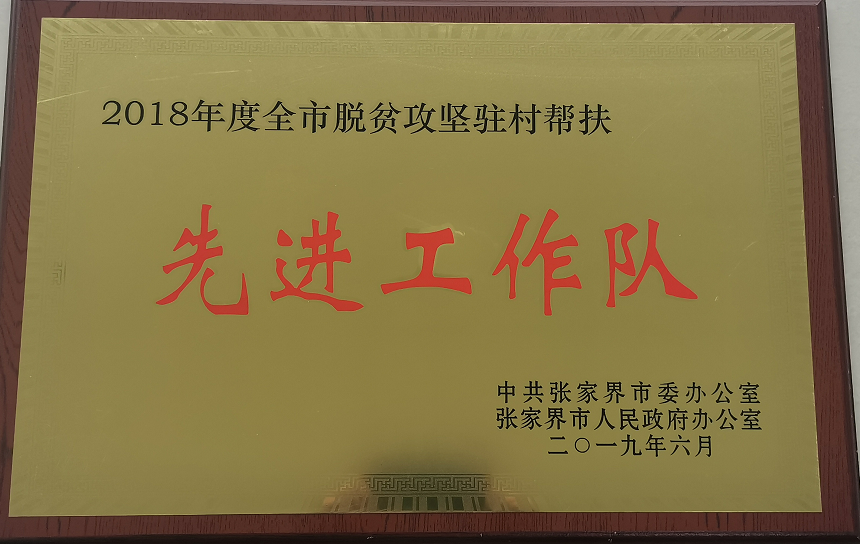 2018年度全市脱贫攻坚驻村帮扶
先进工作队
中共张家界市委办公室
张家界市人民政府办公室
二〇一九年六月